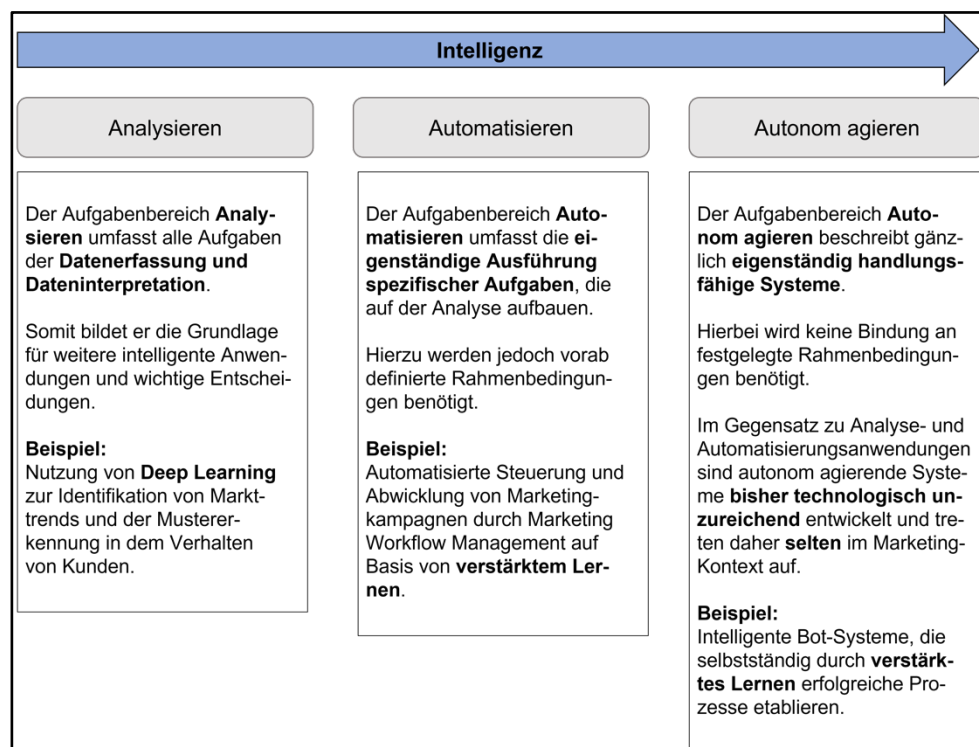 Intelligenz
Analysieren
Automatisieren
Autonom agieren
Der Aufgabenbereich Analy-
sieren umfasst alle Aufgaben
der Datenerfassung und
Dateninterpretation.
Somit bildet er die Grundlage
für weitere intelligente Anwen-
dungen und wichtige Entschei-
dungen.
Beispiel:
Nutzung von Deep Learning
zur Identifikation von Markt-
trends und der Musterer-
kennung in dem Verhalten
von Kunden.
Der Aufgabenbereich Auto-
matisieren umfasst die ei-
genständige Ausführung
spezifischer Aufgaben, die
auf der Analyse aufbauen.
Hierzu werden jedoch vorab
definierte Rahmenbedingun-
gen benötigt.
Beispiel:
Automatisierte Steuerung und
Abwicklung von Marketing-
kampagnen durch Marketing
Workflow Management auf
Basis von verstärktem Ler-
nen.
Der Aufgabenbereich Auto-
nom agieren beschreibt gänz-
lich eigenständig handlungs-
fähige Systeme.
Hierbei wird keine Bindung an
festgelegte Rahmenbedingun-
gen benötigt.
Im Gegensatz zu Analyse- und
Automatisierungsanwendungen
sind autonom agierende Syste-
me bisher technologisch un-
zureichend entwickelt und tre-
ten daher selten im Marketing-
Kontext auf.
Beispiel:
Intelligente Bot-Systeme, die
selbstständig durch verstärk-
tes Lernen erfolgreiche Pro-
zesse etablieren.